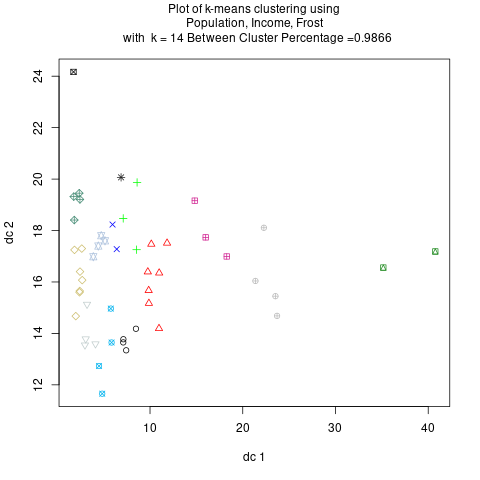 Plot of k-means clustering using
Population, Income, Frost
with k = 14 Between Cluster Percentage =0.9866
24
22
20
18
16
14
12
dc 2
10
20
30
40
dc 1